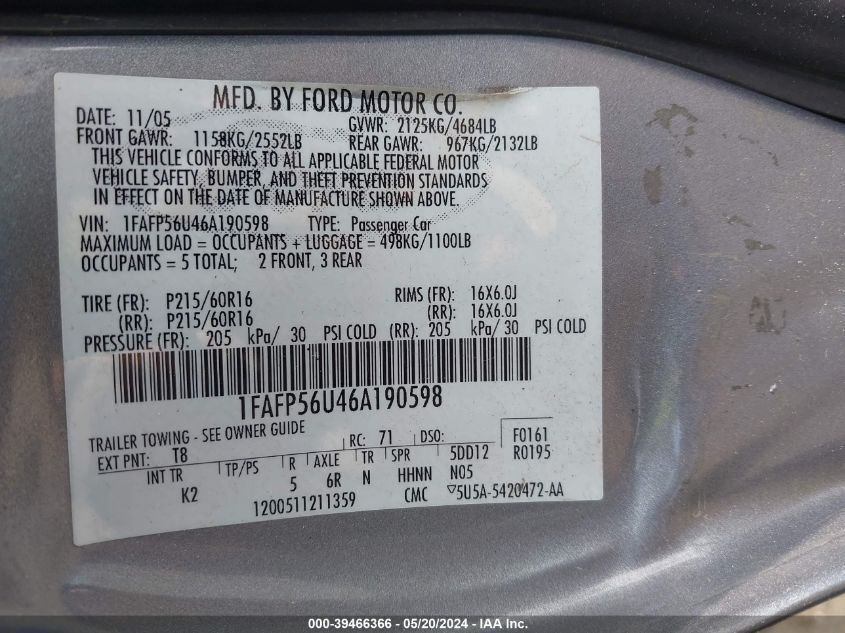 MFD. BY FORD MOTOR CO.
DATE: 11/05 GVWR: 2125KG/4684LB
FRONT GAWR: 1158KG/2552LB REAR GAWR: 967KG/2132LB
THIS VEHICLE CONFORMS TO ALL APPLICABLE FEDERAL MOTOR
VEHICLE SAFETY, BUMPER, AND THEFT PREVENTION STANDARDS
IN EFFECT ON THE DATE OF MANUFACTURE SHOWN ABOVE.
VIN: 1FAFP56U46A190598 TYPE: Passenger Car
MAXIMUM LOAD = OCCUPANTS + LUGGAGE = 498KG/1100LB
OCCUPANTS = 5 TOTAL; 2 FRONT, 3 REAR
TIRE (FR): P215/60R16 RIMS (FR): 16X6.0J
(RR): P215/60R16 (RR): 16X6.0J
PRESSURE (FR): 205 kPa/ 30 PSI COLD (RR): 205 kPa/ 30 PSI COLD
1FAFP56U46A190598
TRAILER TOWING - SEE OWNER GUIDE
EXT PNT: T8 RC: 71 DSO: F0161
INT TR TP/PS R AXLE TR SPR 5DD12 R0195
K2 5 6R N HHNN N05
1200511211359 CMC ▽5U5A-5420472-AA
000-39466366 - 05/20/2024 - IAA Inc.